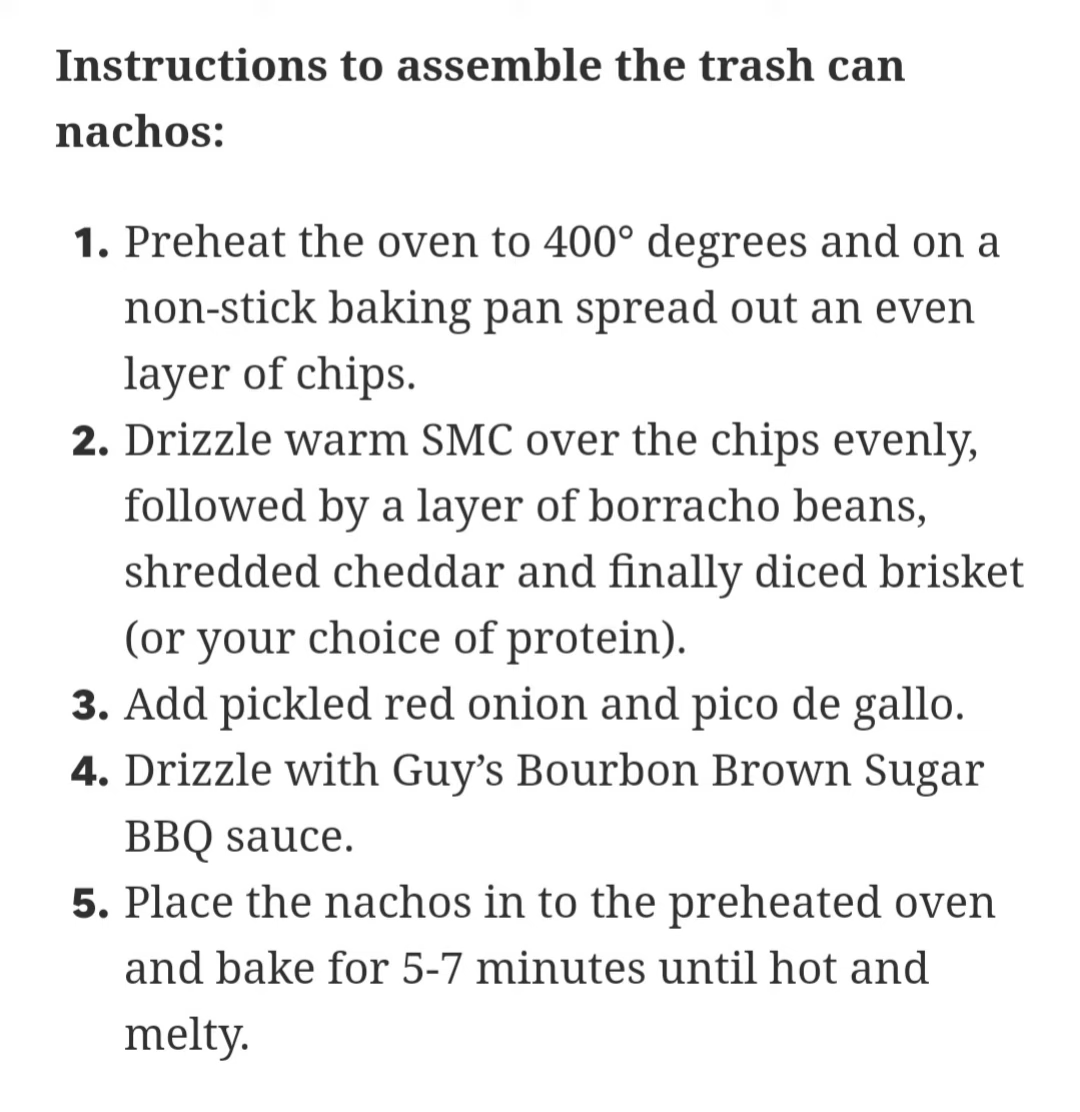 Instructions to assemble the trash can
nachos:
1. Preheat the oven to 400° degrees and on a
non-stick baking pan spread out an even
layer of chips.
2. Drizzle warm SMC over the chips evenly,
followed by a layer of borracho beans,
shredded cheddar and finally diced brisket
(or your choice of protein).
3. Add pickled red onion and pico de gallo.
4. Drizzle with Guy’s Bourbon Brown Sugar
BBQ sauce.
5. Place the nachos in to the preheated oven
and bake for 5-7 minutes until hot and
melty.